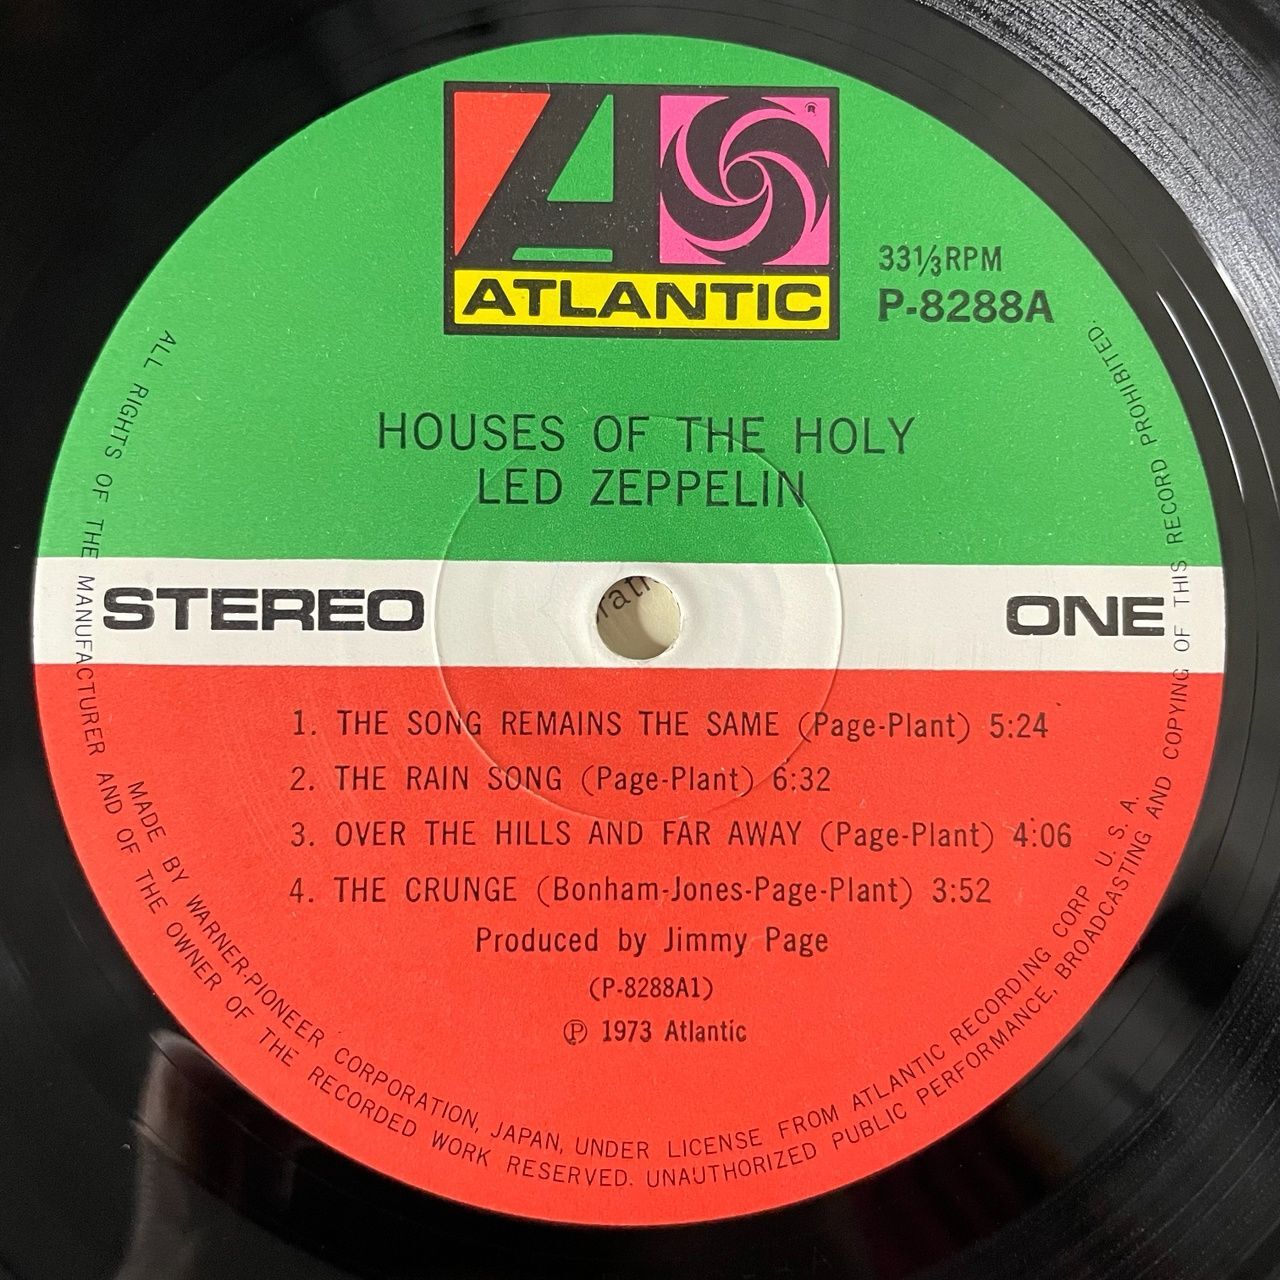 ATLANTIC
®
33⅓RPM
P-8288A
HOUSES OF THE HOLY
LED ZEPPELIN
STEREO
ONE
1. THE SONG REMAINS THE SAME (Page-Plant) 5:24
2. THE RAIN SONG (Page-Plant) 6:32
3. OVER THE HILLS AND FAR AWAY (Page-Plant) 4:06
4. THE CRUNGE (Bonham-Jones-Page-Plant) 3:52
Produced by Jimmy Page
(P-8288A1)
℗ 1973 Atlantic
MADE BY WARNER-PIONEER CORPORATION, JAPAN, UNDER LICENSE FROM ATLANTIC RECORDING CORP U. S. A.
ALL RIGHTS OF THE MANUFACTURER AND OF THE OWNER OF THE RECORDED WORK RESERVED. UNAUTHORIZED PUBLIC PERFORMANCE, BROADCASTING AND COPYING OF THIS RECORD PROHIBITED.